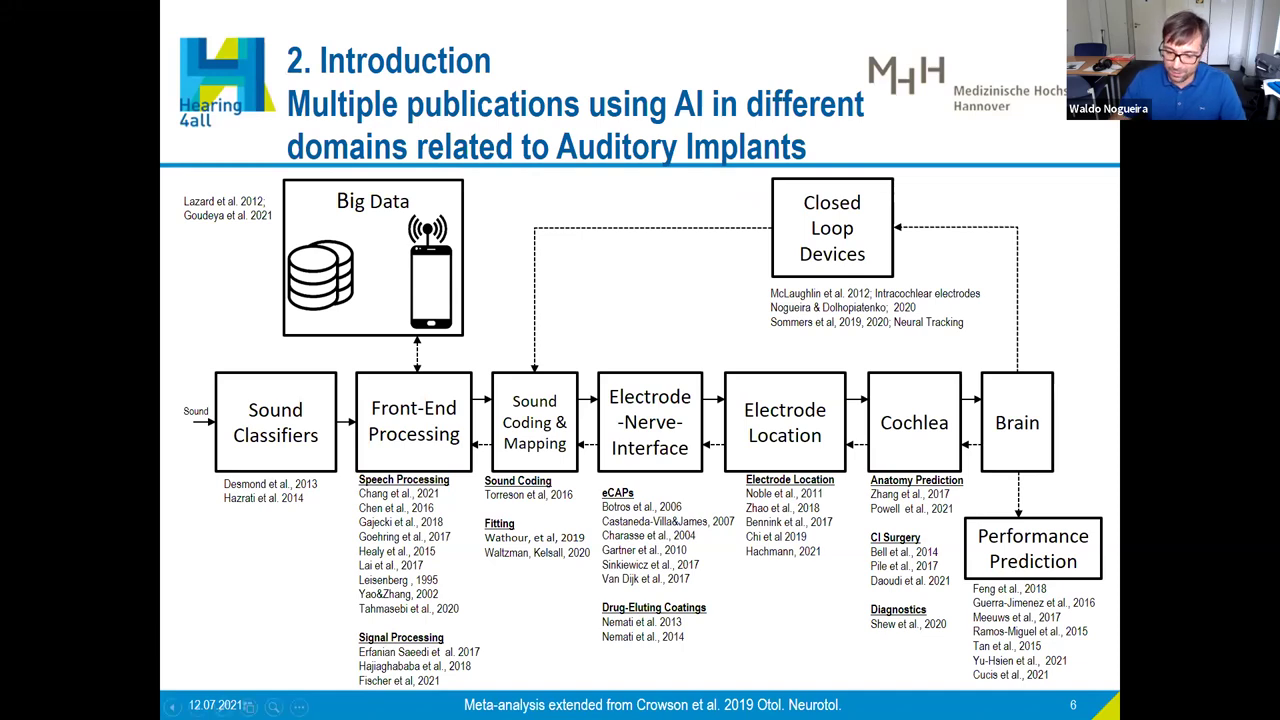 2. Introduction
Multiple publications using AI in different
domains related to Auditory Implants
Hearing
4all
MHH
Medizinische Hochs
Hannover
Waldo Nogueira
Lazard et al. 2012;
Goudeya et al. 2021
Big Data
Closed
Loop
Devices
McLaughlin et al. 2012; Intracochlear electrodes
Nogueira & Dolhopiatenko; 2020
Sommers et al, 2019, 2020; Neural Tracking
Sound
Sound
Classifiers
Front-End
Processing
Sound
Coding &
Mapping
Electrode
-Nerve-
Interface
Electrode
Location
Cochlea
Brain
Desmond et al., 2013
Hazrati et al. 2014
Speech Processing
Chang et al., 2021
Chen et al., 2016
Gajecki et al., 2018
Goehring et al., 2017
Healy et al., 2015
Lai et al., 2017
Leisenberg , 1995
Yao&Zhang, 2002
Tahmasebi et al., 2020
Signal Processing
Erfanian Saeedi et al. 2017
Hajiaghababa et al., 2018
Fischer et al, 2021
Sound Coding
Torreson et al, 2016
Fitting
Wathour, et al, 2019
Waltzman, Kelsall, 2020
eCAPs
Botros et al., 2006
Castaneda-Villa&James, 2007
Charasse et al., 2004
Gartner et al., 2010
Sinkiewicz et al., 2017
Van Dijk et al., 2017
Drug-Eluting Coatings
Nemati et al. 2013
Nemati et al., 2014
Electrode Location
Noble et al., 2011
Zhao et al., 2018
Bennink et al., 2017
Chi et al 2019
Hachmann, 2021
Anatomy Prediction
Zhang et al., 2017
Powell et al., 2021
CI Surgery
Bell et al., 2014
Pile et al., 2017
Daoudi et al. 2021
Diagnostics
Shew et al., 2020
Performance
Prediction
Feng et al., 2018
Guerra-Jimenez et al., 2016
Meeuws et al., 2017
Ramos-Miguel et al., 2015
Tan et al., 2015
Yu-Hsien et al., 2021
Cucis et al., 2021
12.07.2021
Meta-analysis extended from Crowson et al. 2019 Otol. Neurotol.
6